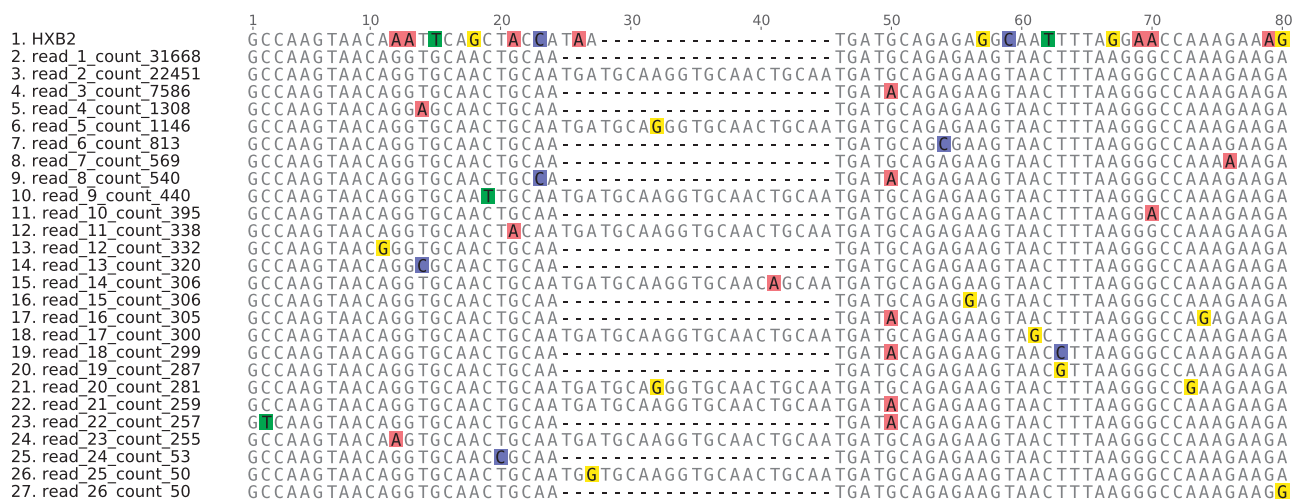 1 10 20 30 40 50 60 70 80
1. HXB2 GCCAAGTAACAAATTCAGCTACCATAA------------------TGATGCAGAGAGGCAATTTTAGGAACCAAAGAAAG
2. read_1_count_31668 GCCAAGTAACAGGTGCAACTGCAA---------------------TGATGCAGAGAAGTAACTTTAAGGGCCAAAGAAGA
3. read_2_count_22451 GCCAAGTAACAGGTGCAACTGCAATGATGCAAGGTGCAACTGCAATGATGCAGAGAAGTAACTTTAAGGGCCAAAGAAGA
4. read_3_count_7586 GCCAAGTAACAGGTGCAACTGCAA---------------------TGATACAGAGAAGTAACTTTAAGGGCCAAAGAAGA
5. read_4_count_1308 GCCAAGTAACAGGAGCAACTGCAA---------------------TGATGCAGAGAAGTAACTTTAAGGGCCAAAGAAGA
6. read_5_count_1146 GCCAAGTAACAGGTGCAACTGCAATGATGCAGGGTGCAACTGCAATGATGCAGAGAAGTAACTTTAAGGGCCAAAGAAGA
7. read_6_count_813 GCCAAGTAACAGGTGCAACTGCAA---------------------TGATGCAGCGAAGTAACTTTAAGGGCCAAAGAAGA
8. read_7_count_569 GCCAAGTAACAGGTGCAACTGCAA---------------------TGATGCAGAGAAGTAACTTTAAGGGCCAAAAAAGA
9. read_8_count_540 GCCAAGTAACAGGTGCAACTGCCA---------------------TGATACAGAGAAGTAACTTTAAGGGCCAAAGAAGA
10. read_9_count_440 GCCAAGTAACAGGTGCAATTGCAATGATGCAAGGTGCAACTGCAATGATGCAGAGAAGTAACTTTAAGGGCCAAAGAAGA
11. read_10_count_395 GCCAAGTAACAGGTGCAACTGCAA---------------------TGATGCAGAGAAGTAACTTTAAGGACCAAAGAAGA
12. read_11_count_338 GCCAAGTAACAGGTGCAACTACAATGATGCAAGGTGCAACTGCAATGATGCAGAGAAGTAACTTTAAGGGCCAAAGAAGA
13. read_12_count_332 GCCAAGTAACGGGTGCAACTGCAA---------------------TGATGCAGAGAAGTAACTTTAAGGGCCAAAGAAGA
14. read_13_count_320 GCCAAGTAACAGGCGCAACTGCAA---------------------TGATGCAGAGAAGTAACTTTAAGGGCCAAAGAAGA
15. read_14_count_306 GCCAAGTAACAGGTGCAACTGCAATGATGCAAGGTGCAACAGCAATGATGCAGAGAAGTAACTTTAAGGGCCAAAGAAGA
16. read_15_count_306 GCCAAGTAACAGGTGCAACTGCAA---------------------TGATGCAGAGGAGTAACTTTAAGGGCCAAAGAAGA
17. read_16_count_305 GCCAAGTAACAGGTGCAACTGCAA---------------------TGATACAGAGAAGTAACTTTAAGGGCCAGAGAAGA
18. read_17_count_300 GCCAAGTAACAGGTGCAACTGCAATGATGCAAGGTGCAACTGCAATGATGCAGAGAAGTAGCTTTAAGGGCCAAAGAAGA
19. read_18_count_299 GCCAAGTAACAGGTGCAACTGCAA---------------------TGATACAGAGAAGTAACCTTAAGGGCCAAAGAAGA
20. read_19_count_287 GCCAAGTAACAGGTGCAACTGCAA---------------------TGATGCAGAGAAGTAACGTTAAGGGCCAAAGAAGA
21. read_20_count_281 GCCAAGTAACAGGTGCAACTGCAATGATGCAGGGTGCAACTGCAATGATGCAGAGAAGTAACTTTAAGGGCCGAAGAAGA
22. read_21_count_259 GCCAAGTAACAGGTGCAACTGCAATGATGCAAGGTGCAACTGCAATGATACAGAGAAGTAACTTTAAGGGCCAAAGAAGA
23. read_22_count_257 GTCAAGTAACAGGTGCAACTGCAA---------------------TGATACAGAGAAGTAACTTTAAGGGCCAAAGAAGA
24. read_23_count_255 GCCAAGTAACAAGTGCAACTGCAATGATGCAAGGTGCAACTGCAATGATGCAGAGAAGTAACTTTAAGGGCCAAAGAAGA
25. read_24_count_53 GCCAAGTAACAGGTGCAACCGCAA---------------------TGATGCAGAGAAGTAACTTTAAGGGCCAAAGAAGA
26. read_25_count_50 GCCAAGTAACAGGTGCAACTGCAATGGTGCAAGGTGCAACTGCAATGATGCAGAGAAGTAACTTTAAGGGCCAAAGAAGA
27. read_26_count_50 GCCAAGTAACAGGTGCAACTGCAA---------------------TGATGCAGAGAAGTAACTTTAAGGGCCAAAGAAGG